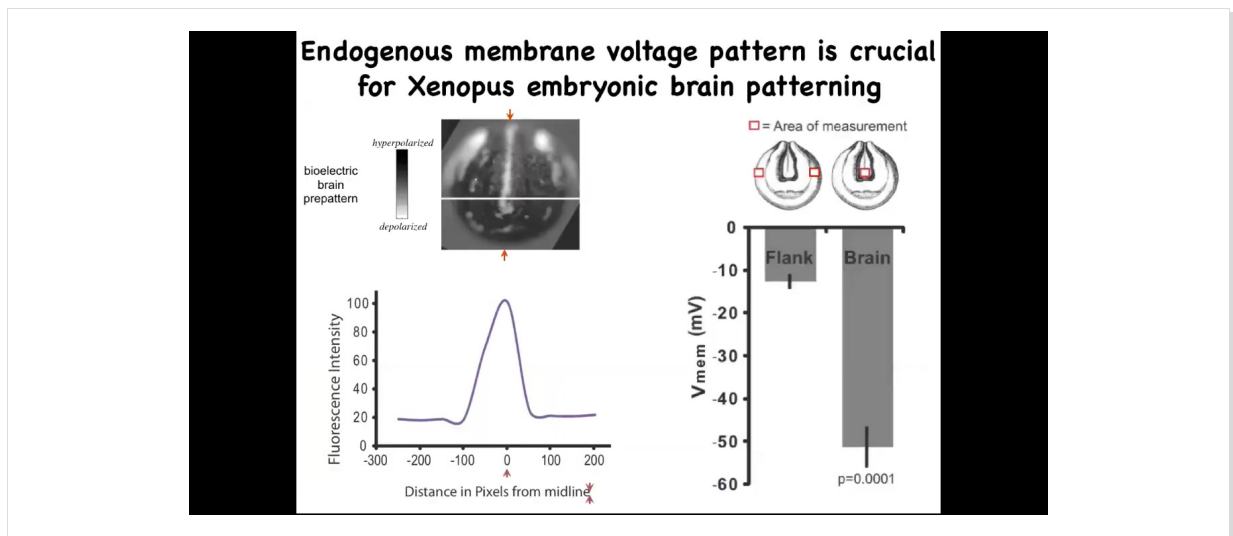 Endogenous membrane voltage pattern is crucial
for Xenopus embryonic brain patterning
hyperpolarized
bioelectric
brain
prepattern
depolarized
= Area of measurement
Fluorescence Intensity
100
80
60
40
20
0
-300 -200 -100 0 100 200
Distance in Pixels from midline
Vmem (mV)
0
-10
-20
-30
-40
-50
-60
Flank Brain
p=0.0001